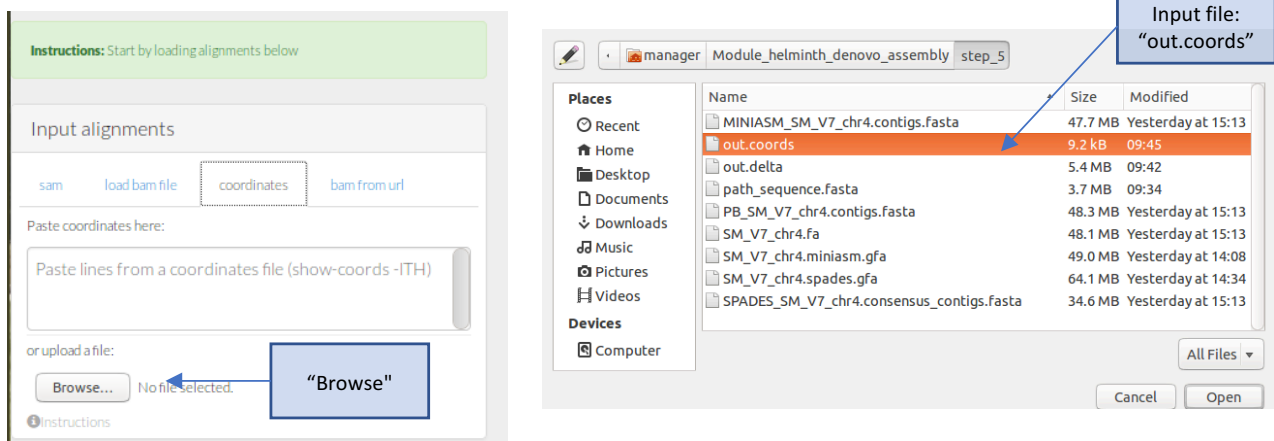 Instructions: Start by loading alignments below
Input alignments
sam load bam file coordinates bam from url
Paste coordinates here:
Paste lines from a coordinates file (show-coords -lTH)
or upload a file:
Browse... No file selected.
Instructions
“Browse"
Input file:
“out.coords”
manager Module_helminth_denovo_assembly step_5
Places
Recent
Home
Desktop
Documents
Downloads
Music
Pictures
Videos
Devices
Computer
Name Size Modified
MINIASM_SM_V7_chr4.contigs.fasta 47.7 MB Yesterday at 15:13
out.coords 9.2 kB 09:45
out.delta 5.4 MB 09:42
path_sequence.fasta 3.7 MB 09:34
PB_SM_V7_chr4.contigs.fasta 48.3 MB Yesterday at 15:13
SM_V7_chr4.fa 48.1 MB Yesterday at 15:13
SM_V7_chr4.miniasm.gfa 49.0 MB Yesterday at 14:08
SM_V7_chr4.spades.gfa 64.1 MB Yesterday at 14:34
SPADES_SM_V7_chr4.consensus_contigs.fasta 34.6 MB Yesterday at 15:13
All Files
Cancel Open